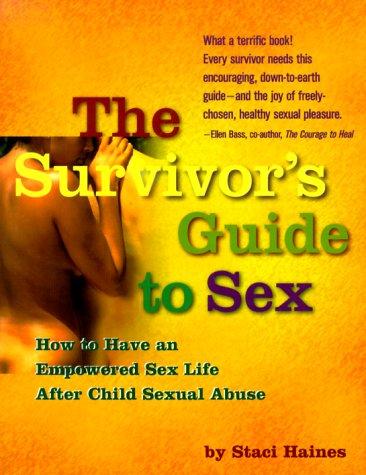 What a terrific book!
Every survivor needs this
encouraging, down-to-earth
guide—and the joy of freely-
chosen, healthy sexual pleasure.
—Ellen Bass, co-author, The Courage to Heal
The
Survivor's
Guide
to Sex
How to Have an
Empowered Sex Life
After Child Sexual Abuse
by Staci Haines